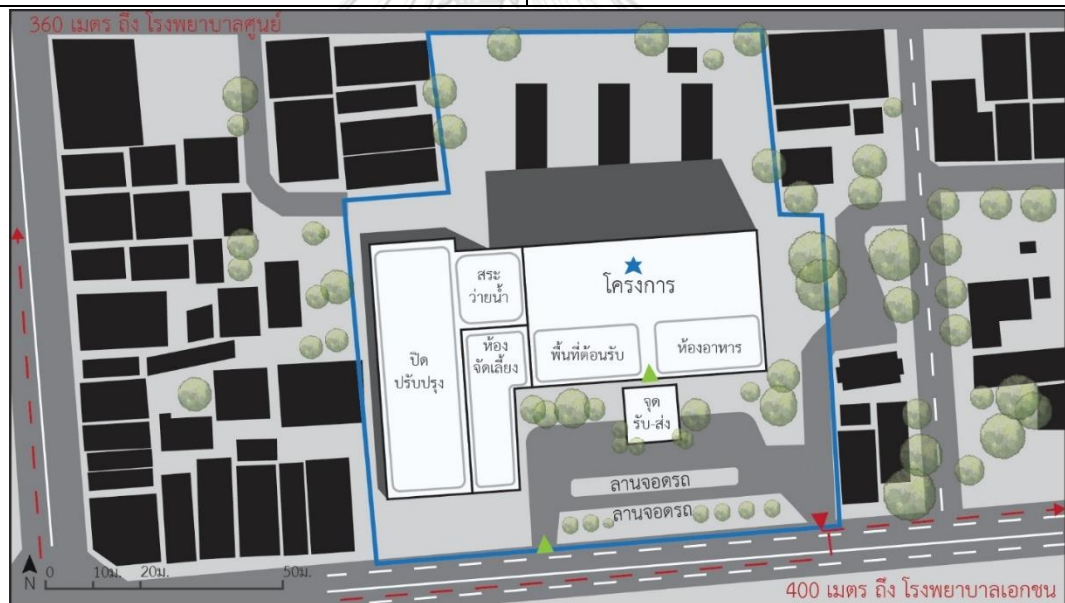 360 เมตร ถึง โรงพยาบาลศูนย์
สระ
ว่ายน้ำ
โครงการ
ปิด
ปรับปรุง
ห้อง
จัดเลี้ยง
พื้นที่ต้อนรับ
ห้องอาหาร
จุด
รับ-ส่ง
ลานจอดรถ
ลานจอดรถ
N
0 10ม. 20ม. 50ม.
400 เมตร ถึง โรงพยาบาลเอกชน